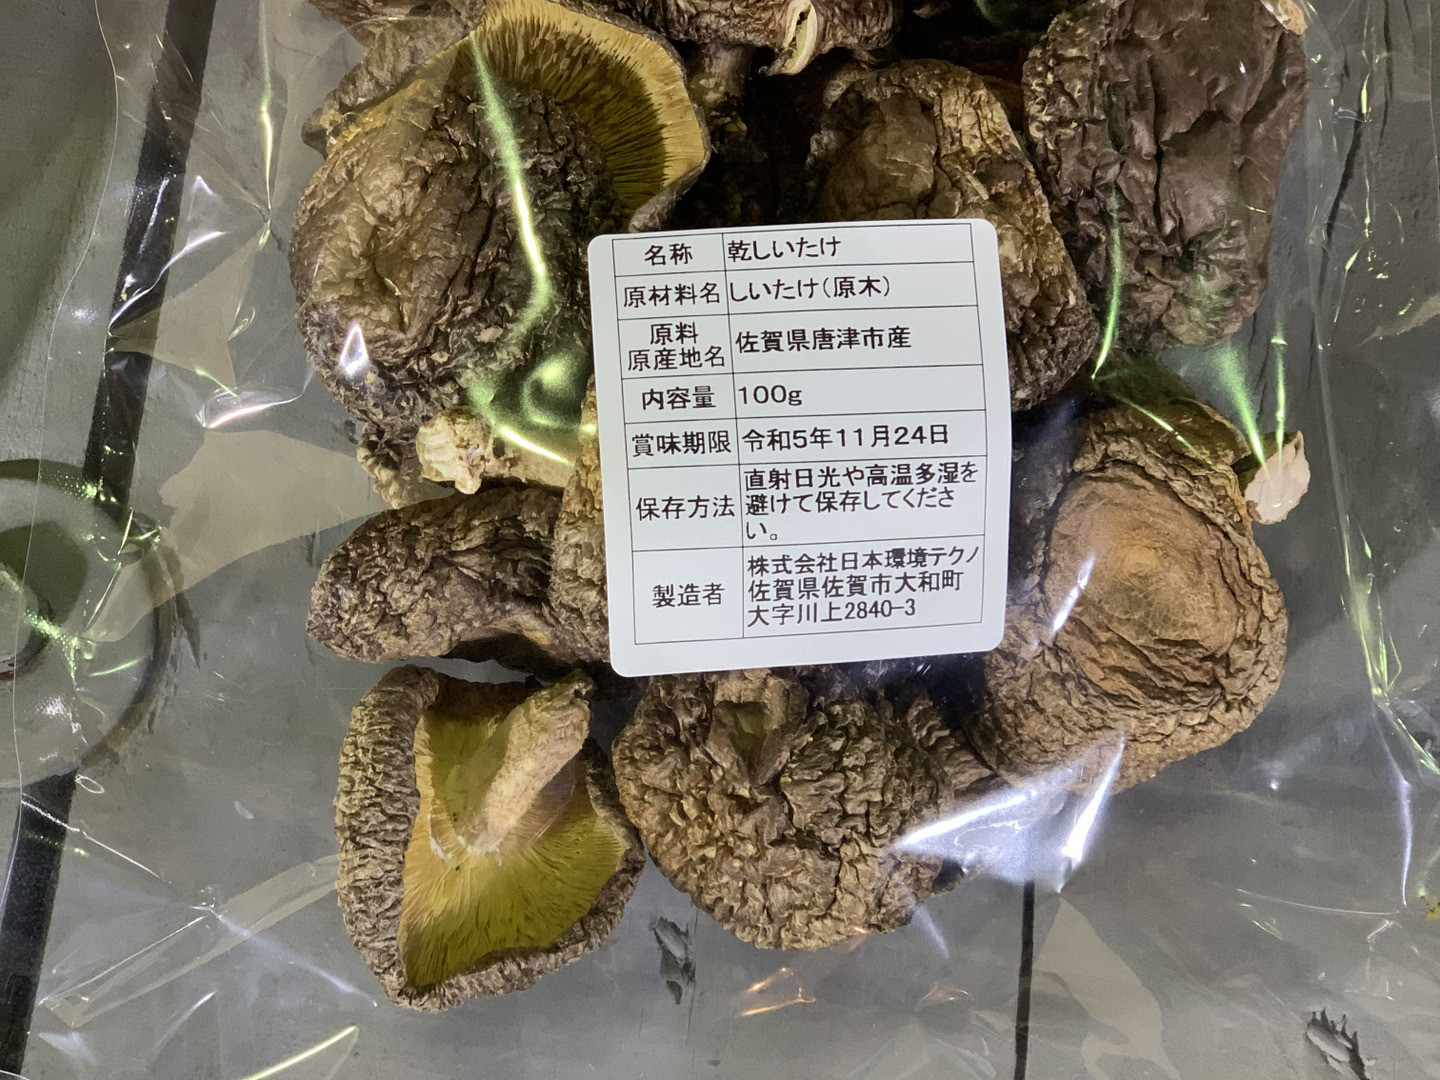 名称 乾しいたけ
原材料名 しいたけ(原木)
原料
原産地名 佐賀県唐津市産
内容量 100g
賞味期限 令和5年11月24日
保存方法 直射日光や高温多湿を
避けて保存してくださ
い。
製造者 株式会社日本環境テクノ
佐賀県佐賀市大和町
大字川上2840-3